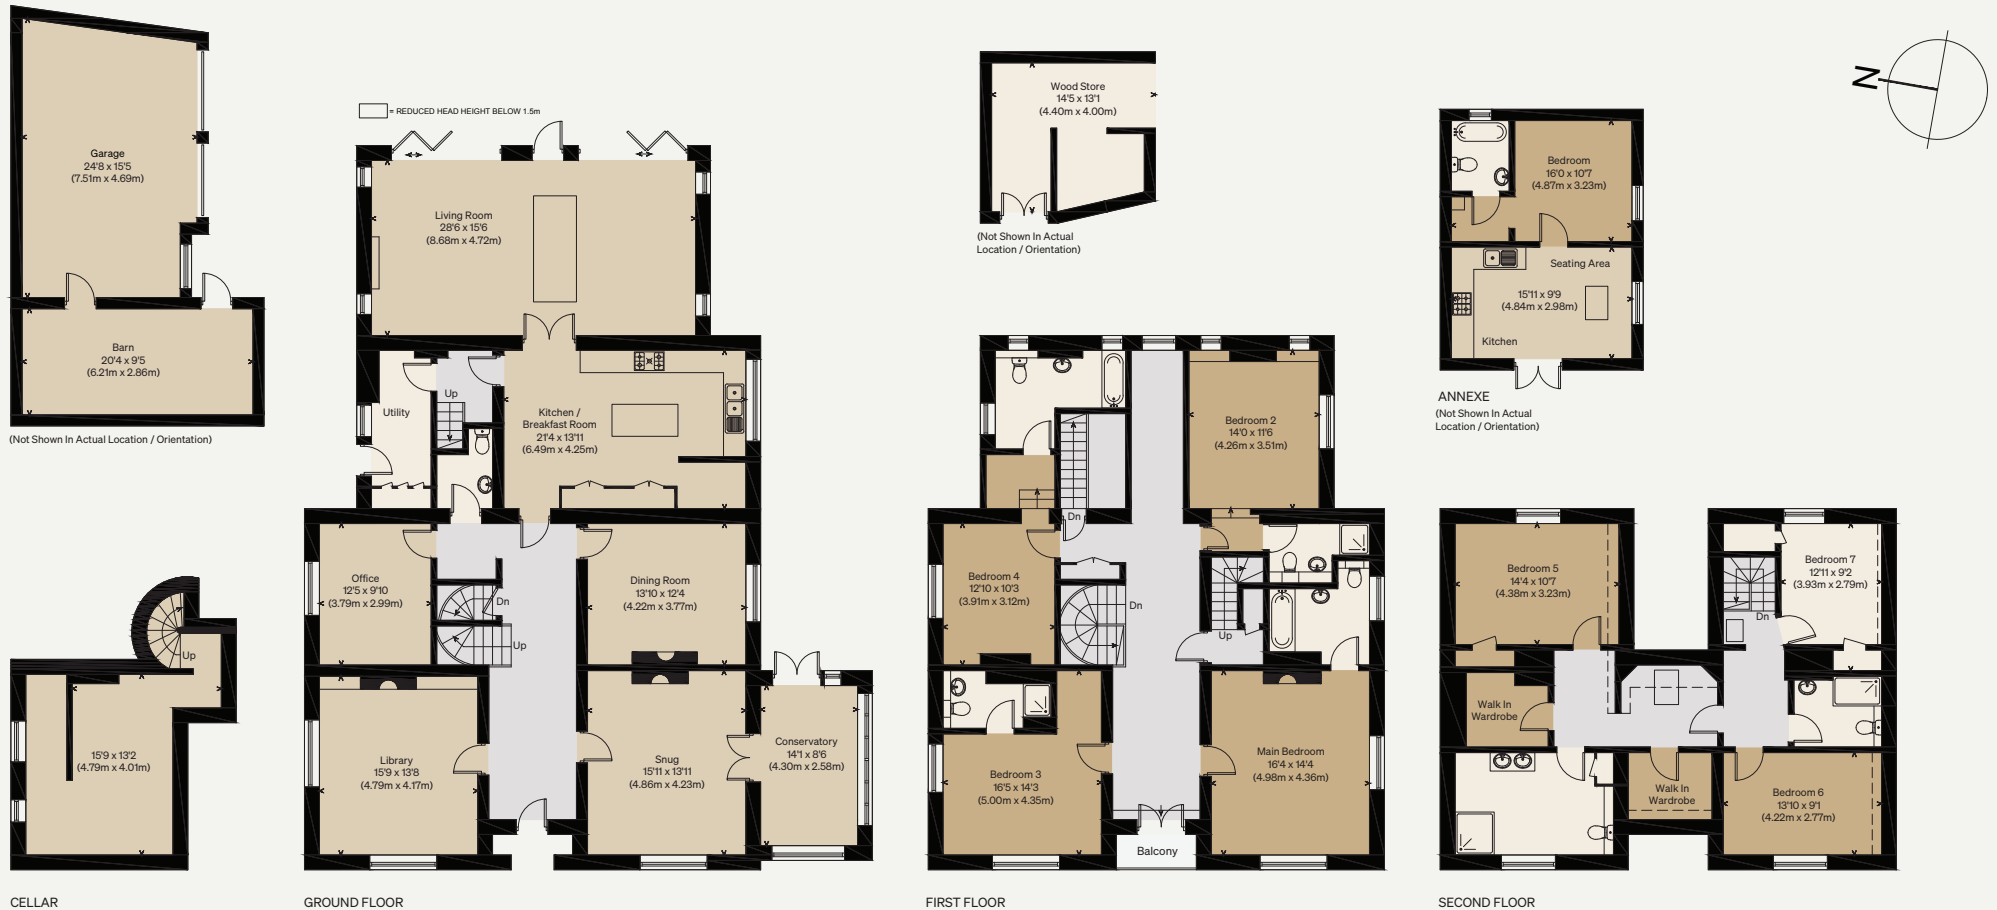 Garage
24'8 x 15'5
(7.51m x 4.69m)
Barn
20'4 x 9'5
(6.21m x 2.86m)
(Not Shown In Actual Location / Orientation)
Up
15'9 x 13'2
(4.79m x 4.01m)
CELLAR
= REDUCED HEAD HEIGHT BELOW 1.5m
Living Room
28'6 x 15'6
(8.68m x 4.72m)
Utility
Up
Kitchen /
Breakfast Room
21'4 x 13'11
(6.49m x 4.25m)
Office
12'5 x 9'10
(3.79m x 2.99m)
Dn
Up
Dining Room
13'10 x 12'4
(4.22m x 3.77m)
Library
15'9 x 13'8
(4.79m x 4.17m)
Snug
15'11 x 13'11
(4.86m x 4.23m)
Conservatory
14'1 x 8'6
(4.30m x 2.58m)
GROUND FLOOR
Wood Store
14'5 x 13'1
(4.40m x 4.00m)
(Not Shown In Actual
Location / Orientation)
Bedroom 2
14'0 x 11'6
(4.26m x 3.51m)
Dn
Bedroom 4
12'10 x 10'3
(3.91m x 3.12m)
Dn
Up
Bedroom 3
16'5 x 14'3
(5.00m x 4.35m)
Main Bedroom
16'4 x 14'4
(4.98m x 4.36m)
Balcony
FIRST FLOOR
N
Bedroom
16'0 x 10'7
(4.87m x 3.23m)
Seating Area
15'11 x 9'9
(4.84m x 2.98m)
Kitchen
ANNEXE
(Not Shown In Actual
Location / Orientation)
Bedroom 5
14'4 x 10'7
(4.38m x 3.23m)
Bedroom 7
12'11 x 9'2
(3.93m x 2.79m)
Dn
Walk In
Wardrobe
Walk In
Wardrobe
Bedroom 6
13'10 x 9'1
(4.22m x 2.77m)
SECOND FLOOR